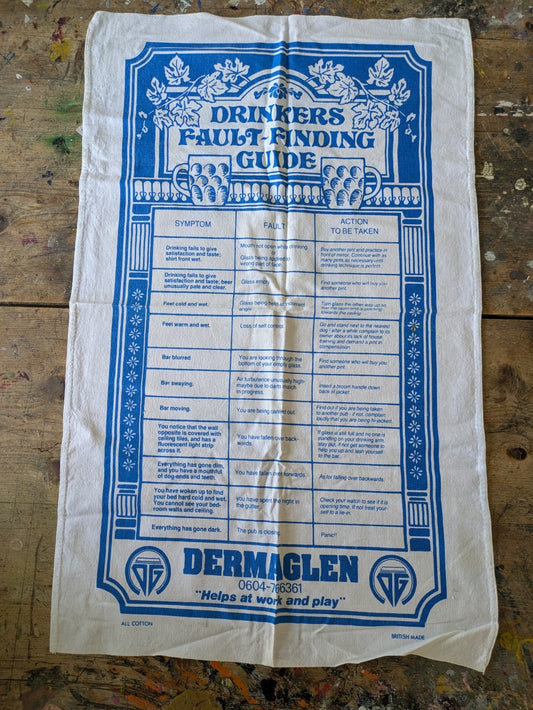 DRINKERS
FAULT-FINDING
GUIDE
SYMPTOM
FAULT
ACTION
TO BE TAKEN
Drinking fails to give
satisfaction and taste;
shirt front wet.
Mouth not open when drinking
Glass being applied to
wrong part of face.
Buy another pint and practice in
front of mirror. Continue with as
many pints as necessary until
drinking technique is perfect.
Drinking fails to give
satisfaction and taste; beer
unusually pale and clear.
Glass empty.
Find someone who will buy you
another pint.
Feet cold and wet.
Glass being held at incorrect
angle.
Turn glass the other way up so
that the open end is pointing
towards the ceiling.
Feet warm and wet.
Loss of self control.
Go and stand next to the nearest
dog - after a while complain to its
owner about its lack of house
training and demand a pint in
compensation.
Bar blurred
You are looking through the
bottom of your empty glass.
Find someone who will buy you
another pint.
Bar swaying.
Air turbulence unusually high-
maybe due to darts match
in progress.
Insert a broom handle down
back of jacket.
Bar moving.
You are being carried out.
Find out if you are being taken
to another pub - if not, complain
loudly that you are being hi-jacked.
You notice that the wall
opposite is covered with
ceiling tiles, and has a
fluorescent light strip
across it.
You have fallen over back-
wards.
If glass is still full and no one is
standing on your drinking arm,
stay put. If not get someone to
help you up and lash yourself
to the bar.
Everything has gone dim,
and you have a mouthful
of dog-ends and teeth.
You have fallen over forwards.
As for falling over backwards.
You have woken up to find
your bed hard cold and wet.
You cannot see your bed-
room walls and ceiling.
You have spent the night in
the gutter.
Check your watch to see if it is
opening time. If not treat your-
self to a lie-in.
Everything has gone dark.
The pub is closing.
Panic!!
DERMAGLEN
0604-766361
"Helps at work and play"
ALL COTTON
BRITISH MADE